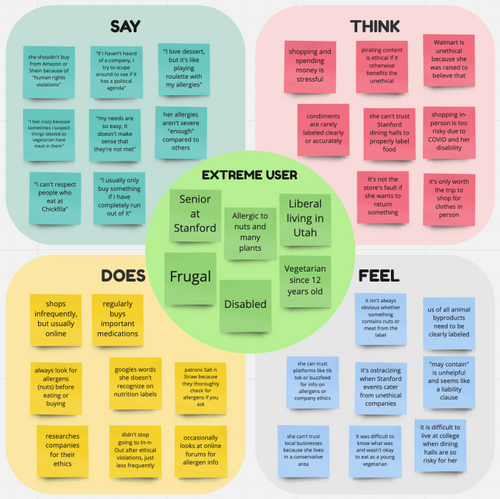 SAY
she shouldn't buy
from Amazon or
Shein because of
"human rights
violations"
"If I haven't heard
of a company, I
try to scope
around to see if it
has a political
agenda"
"I love dessert,
but it's like
playing
roulette with
my allergies"
"I feel crazy because
sometimes I suspect
things labeled as
vegetarian have
meat in them"
"my needs are
so easy, it
doesn't make
sense that
they're not met"
her allergies
aren't severe
"enough"
compared to
others
"I can't respect
people who
eat at
Chickfila"
"I usually only
buy something
if I have
completely run
out of it"
THINK
shopping and
spending
money is
stressful
pirating content
is ethical if it
otherwise
benefits the
unethical
Walmart is
unethical
because she
was raised to
believe that
condiments
are rarely
labeled clearly
or accurately
she can't trust
Stanford
dining halls to
properly label
food
shopping in-
person is too
risky due to
COVID and her
disability
It's not the
store's fault if
she wants to
return
something
it's only worth
the trip to
shop for
clothes in
person
EXTREME USER
Senior
at
Stanford
Allergic to
nuts and
many
plants
Liberal
living in
Utah
Frugal
Disabled
Vegetarian
since 12
years old
DOES
shops
infrequently,
but usually
online
regularly
buys
important
medications
always look for
allergens
(nuts) before
eating or
buying
googles words
she doesn't
recognize on
nutrition labels
patrons Salt n
Straw because
they thoroughly
check for
allergens if you
ask
researches
companies
for their
ethics
didn't stop
going to In-n-
Out after ethical
violations, just
less frequently
occasionally
looks at online
forums for
allergen info
FEEL
it isn't always
obvious whether
something
contains nuts or
meat from the
label
us of all animal
byproducts
need to be
clearly labeled
she can trust
platforms like tik
tok or buzzfeed
for info on
allergens or
company ethics
it's ostracizing
when Stanford
events cater
from unethical
companies
"may contain"
is unhelpful
and seems like
a liability
clause
she can't trust
local businesses
because she lives
in a conservative
area
It was difficult to
know what was
and wasn't okay
to eat as a young
vegetarian
it is difficult to
live at college
when dining
halls are so
risky for her